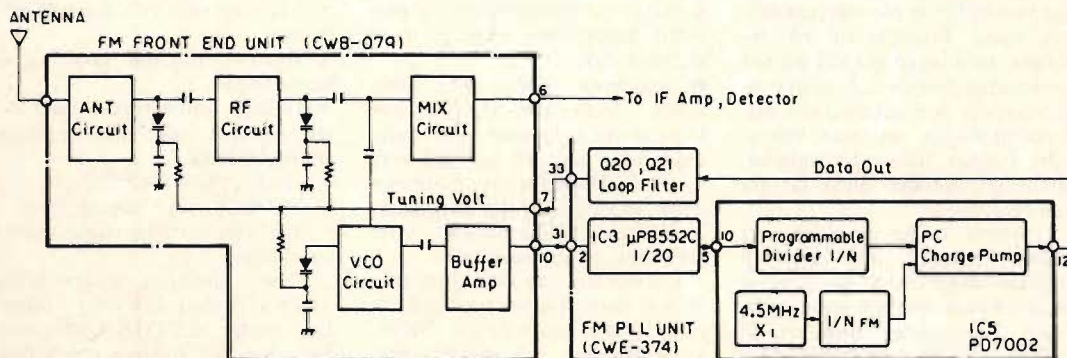 ANTENNA
FM FRONT END UNIT (CWB-079)
ANT.
Circuit
RF
Circuit
MIX
Circuit
6
To IF Amp, Detector
33
Q20, Q21
Loop Filter
Data Out
Tuning Volt
7
VCO
Circuit
Buffer
Amp
10
31
2
IC3 μPB552C
1/20
5
10
Programmable
Divider 1/N
PC
Charge Pump
12
4.5MHz
X1
1/N FM
FM PLL UNIT
(CWE-374)
IC5
PD7002